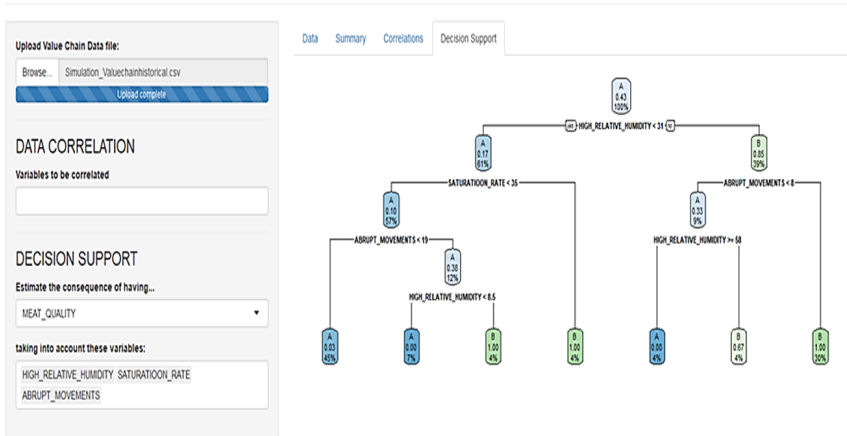 Upload Value Chain Data file:
Browse... Simulation_Valuechainhistorical.csv
Upload complete
DATA CORRELATION
Variables to be correlated
DECISION SUPPORT
Estimate the consequence of having...
MEAT_QUALITY
taking into account these variables:
HIGH_RELATIVE_HUMIDITY SATURATIOON_RATE
ABRUPT_MOVEMENTS
Data Summary Correlations Decision Support
A
0.43
100%
yes HIGH_RELATIVE_HUMIDITY < 31 no
A
0.17
61%
B
0.85
39%
SATURATIOON_RATE < 35
ABRUPT_MOVEMENTS < 8
A
0.10
57%
A
0.33
9%
ABRUPT_MOVEMENTS < 19
HIGH_RELATIVE_HUMIDITY >= 58
A
0.38
12%
HIGH_RELATIVE_HUMIDITY < 8.5
A
0.03
45%
A
0.00
7%
B
1.00
4%
B
1.00
4%
A
0.00
4%
B
0.67
4%
B
1.00
30%